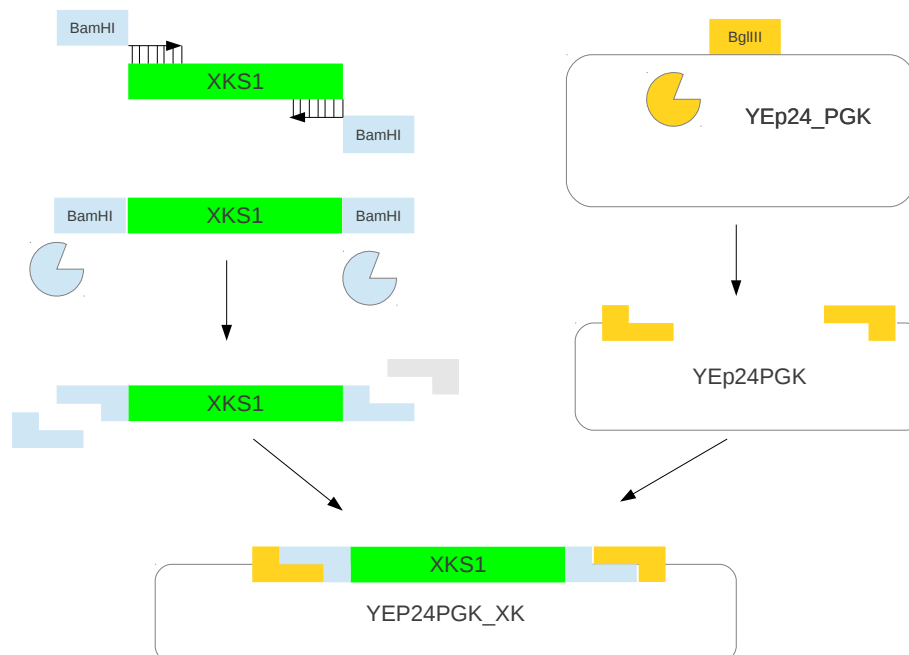 BamHI
XKS1
BamHI
BamHI
XKS1
BamHI
XKS1
BglIII
YEp24_PGK
YEp24PGK
XKS1
YEP24PGK_XK